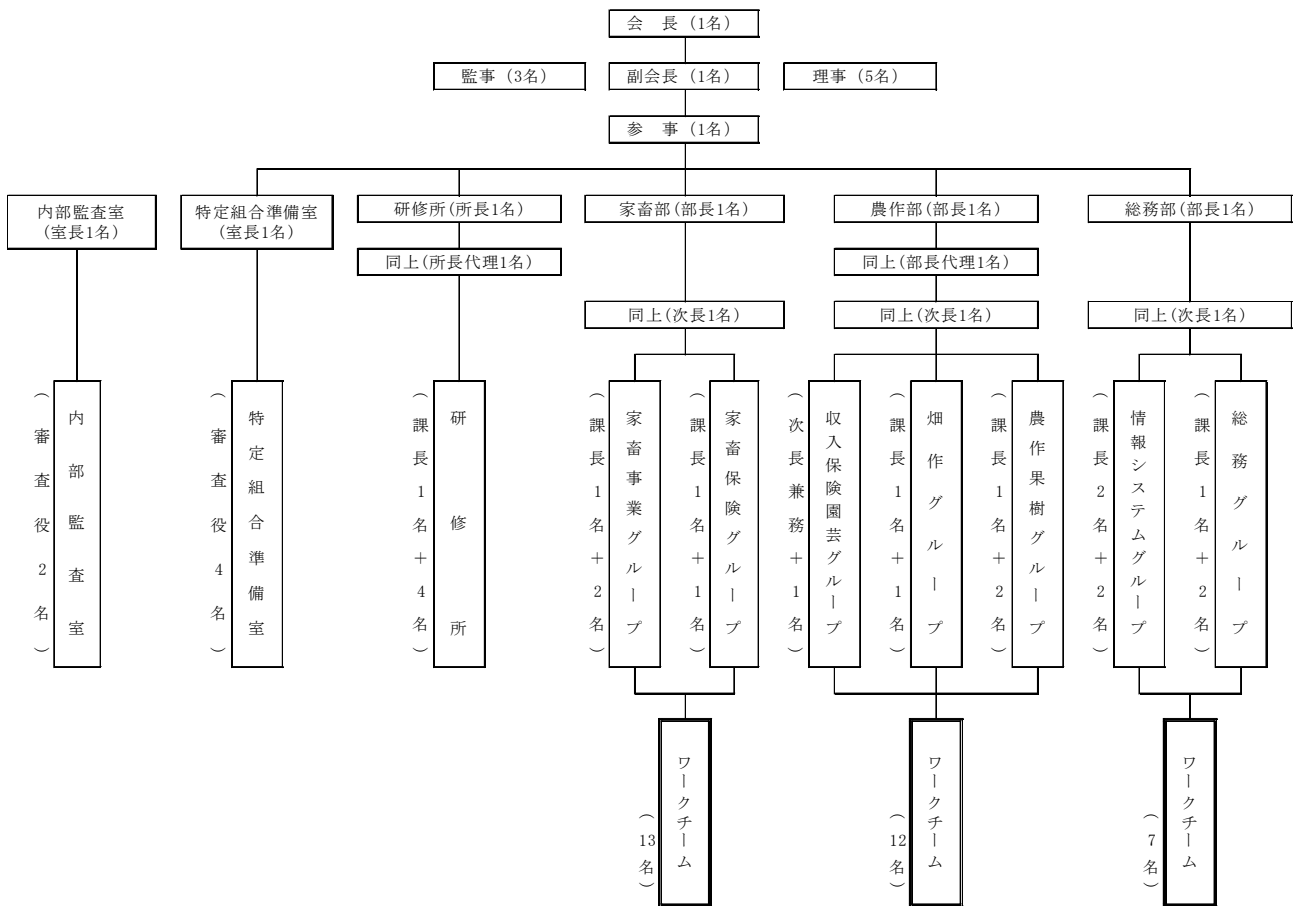 会　長（1名）
監事（3名）
副会長（1名）
理事（5名）
参　事（1名）
内部監査室
(室長1名)
特定組合準備室
(室長1名)
研修所(所長1名)
家畜部(部長1名)
農作部(部長1名)
総務部(部長1名)
同上(所長代理1名)
同上(部長代理1名)
同上(次長1名)
同上(次長1名)
同上(次長1名)
内部監査室
（審査役2名）
特定組合準備室
（審査役4名）
研修所
（課長1名＋4名）
家畜事業グループ
（課長1名＋2名）
家畜保険グループ
（課長1名＋1名）
収入保険園芸グループ
（次長兼務＋1名）
畑作グループ
（課長1名＋1名）
農作果樹グループ
（課長1名＋2名）
情報システムグループ
（課長2名＋2名）
総務グループ
（課長1名＋2名）
ワークチーム
（13名）
ワークチーム
（12名）
ワークチーム
（7名）